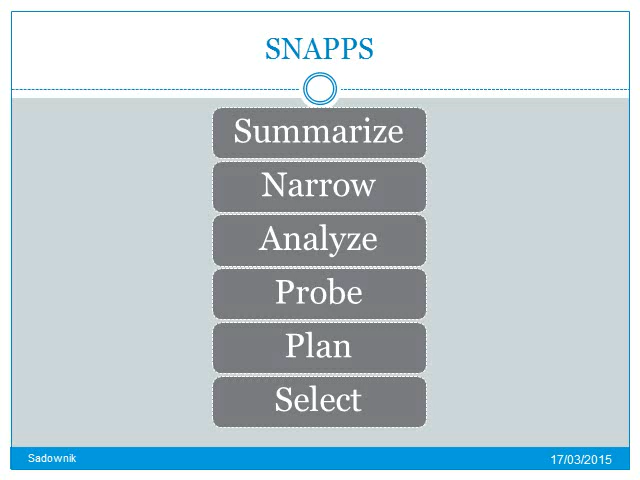 SNAPPS
Summarize
Narrow
Analyze
Probe
Plan
Select
Sadownik
17/03/2015